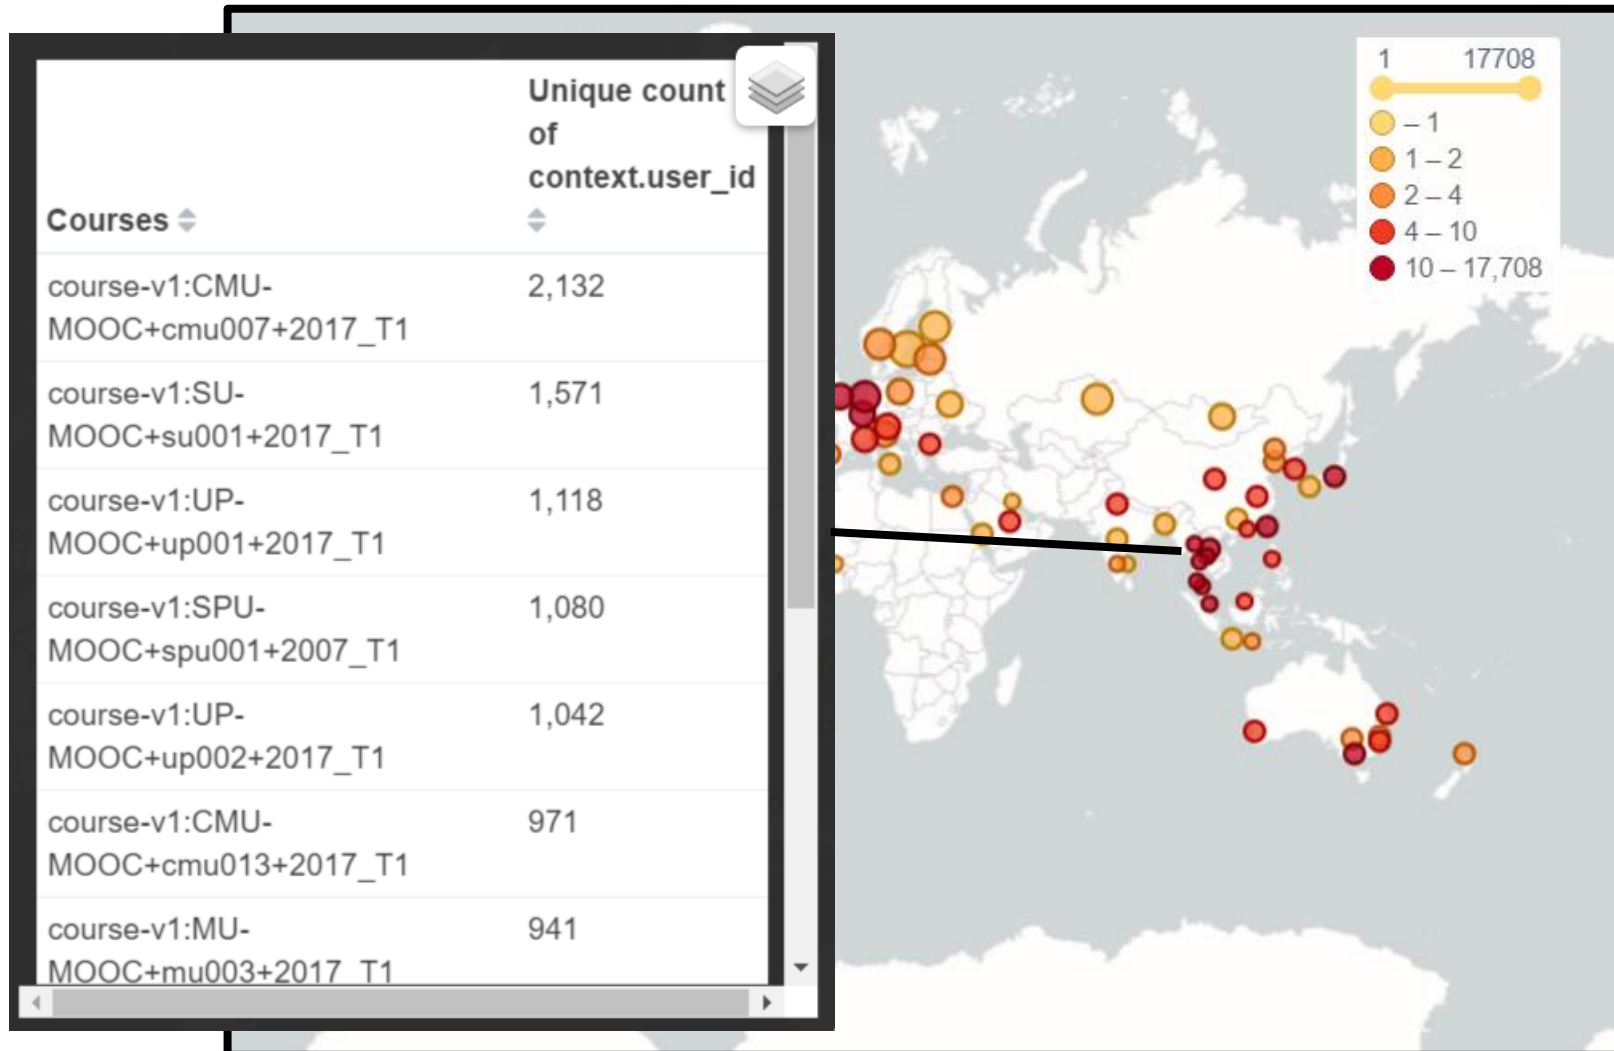 Unique count
of
context.user_id
Courses
course-v1:CMU-
MOOC+cmu007+2017_T1
2,132
course-v1:SU-
MOOC+su001+2017_T1
1,571
course-v1:UP-
MOOC+up001+2017_T1
1,118
course-v1:SPU-
MOOC+spu001+2007_T1
1,080
course-v1:UP-
MOOC+up002+2017_T1
1,042
course-v1:CMU-
MOOC+cmu013+2017_T1
971
course-v1:MU-
MOOC+mu003+2017_T1
941
1 17708
– 1
1 – 2
2 – 4
4 – 10
10 – 17,708